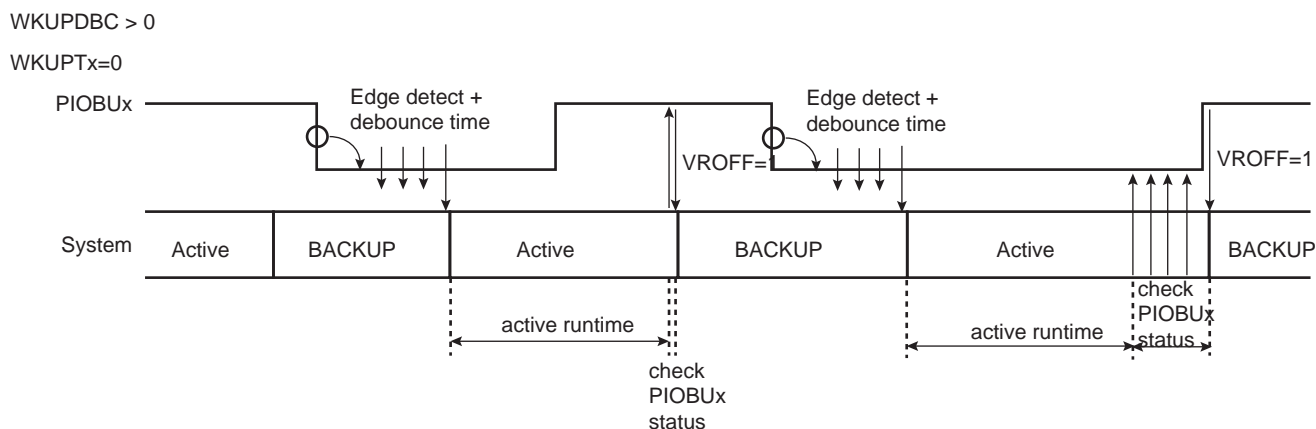 WKUPDBC > 0
WKUPTx=0
PIOBUx
Edge detect +
debounce time
VROFF=1
Edge detect +
debounce time
VROFF=1
System
Active
BACKUP
Active
BACKUP
Active
BACKUP
active runtime
check
PIOBUx
status
active runtime
check
PIOBUx
status